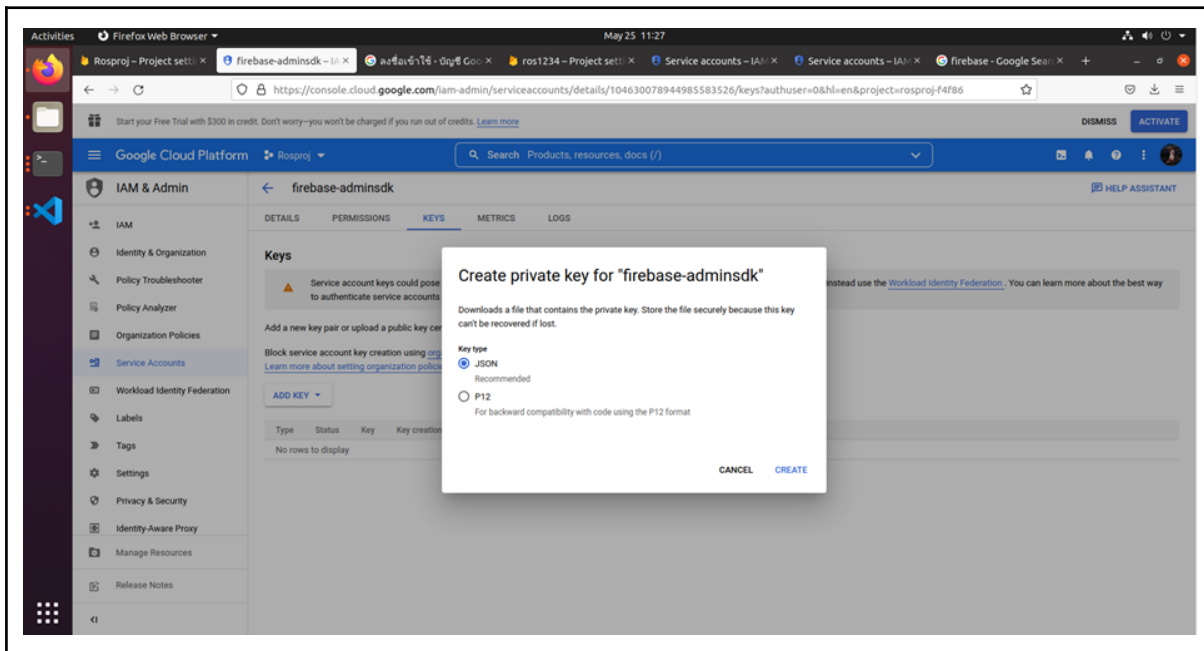 Activities
Firefox Web Browser
May 25 11:27
Rosproj – Project setti
firebase-adminsdk – IA
ลงชื่อเข้าใช้ - บัญชี Goo
ros1234 – Project setti
Service accounts – IAM
Service accounts – IAM
firebase - Google Sear
https://console.cloud.google.com/iam-admin/serviceaccounts/details/104630078944985583526/keys?authuser=0&hl=en&project=rosproj-f4f86
Start your Free Trial with $300 in credit. Don't worry—you won't be charged if you run out of credits. Learn more
DISMISS
ACTIVATE
Google Cloud Platform
Rosproj
Search Products, resources, docs (/)
IAM & Admin
firebase-adminsdk
HELP ASSISTANT
DETAILS PERMISSIONS KEYS METRICS LOGS
IAM
Identity & Organization
Policy Troubleshooter
Policy Analyzer
Organization Policies
Service Accounts
Workload Identity Federation
Labels
Tags
Settings
Privacy & Security
Identity-Aware Proxy
Manage Resources
Release Notes
Keys
Service account keys could pose
instead use the Workload Identity Federation . You can learn more about the best way
to authenticate service accounts
Add a new key pair or upload a public key cer
Block service account key creation using org
Learn more about setting organization policie
ADD KEY
Type Status Key Key creation
No rows to display
Create private key for "firebase-adminsdk"
Downloads a file that contains the private key. Store the file securely because this key
can't be recovered if lost.
Key type
JSON
Recommended
P12
For backward compatibility with code using the P12 format
CANCEL
CREATE